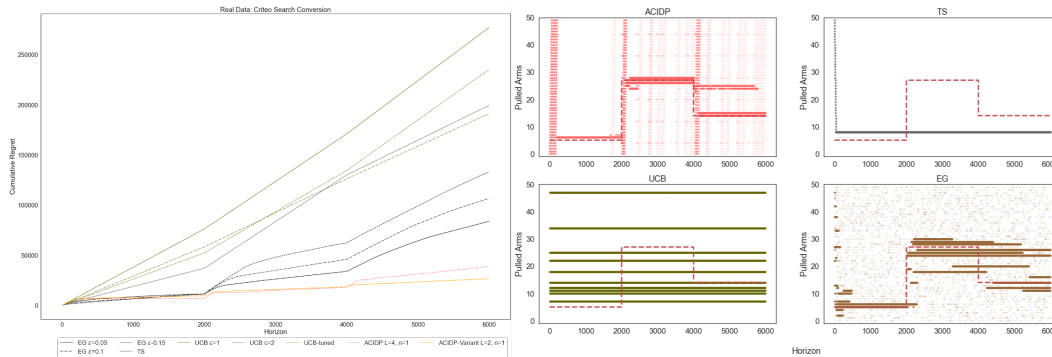 Real Data: Criteo Search Conversion
Cumulative Regret
250000
200000
150000
100000
50000
0
0 1000 2000 3000 4000 5000 6000
Horizon
EG ε=0.05 EG ε-0.15 UCB c=1 UCB c=2 UCB-tuned ACIDP L=4, n=1 ACIDP-Variant L=2, n=1
EG ε=0.1 TS
ACIDP
Pulled Arms
50
40
30
20
10
0
0 1000 2000 3000 4000 5000 6000
TS
Pulled Arms
50
40
30
20
10
0
0 1000 2000 3000 4000 5000 6000
UCB
Pulled Arms
50
40
30
20
10
0
0 1000 2000 3000 4000 5000 6000
EG
Pulled Arms
50
40
30
20
10
0
0 1000 2000 3000 4000 5000 6000
Horizon